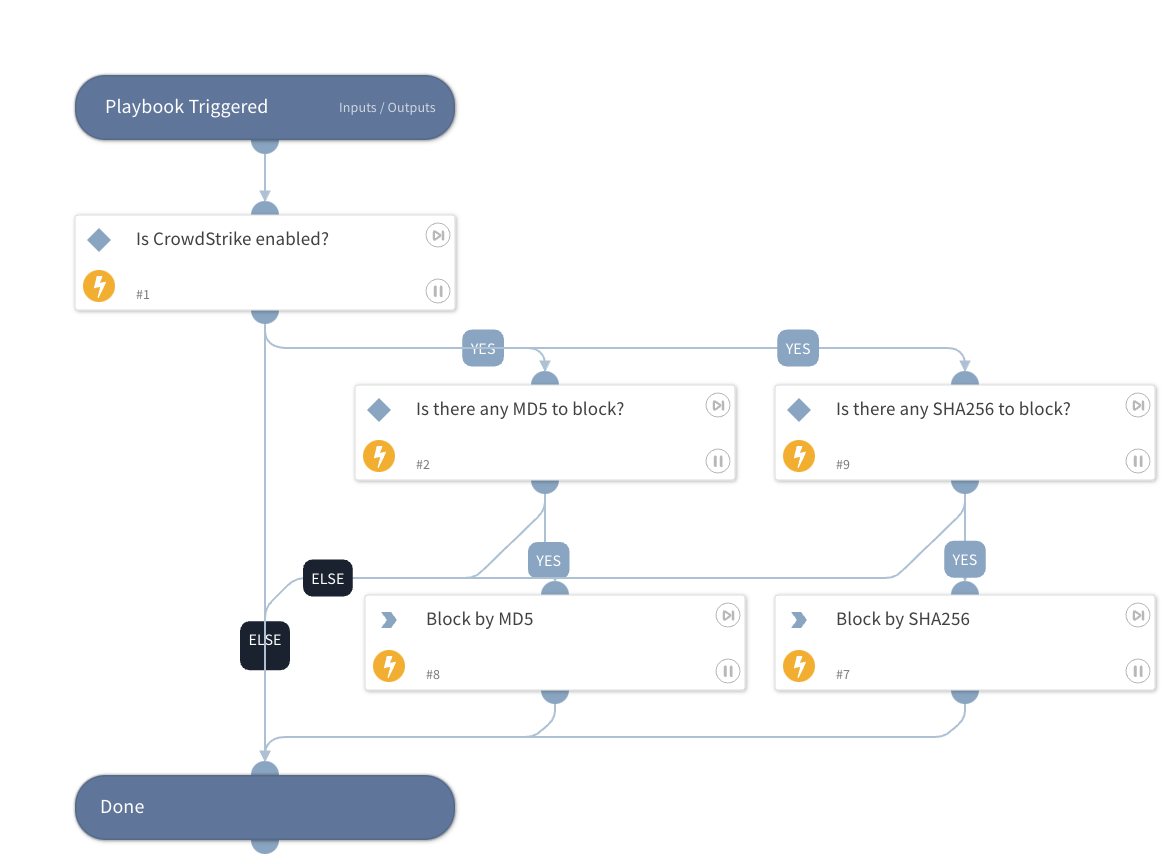 Playbook Triggered Inputs / Outputs
Is CrowdStrike enabled?
#1
YES YES
Is there any MD5 to block?
#2
Is there any SHA256 to block?
#9
YES YES
ELSE
ELSE
Block by MD5
#8
Block by SHA256
#7
Done